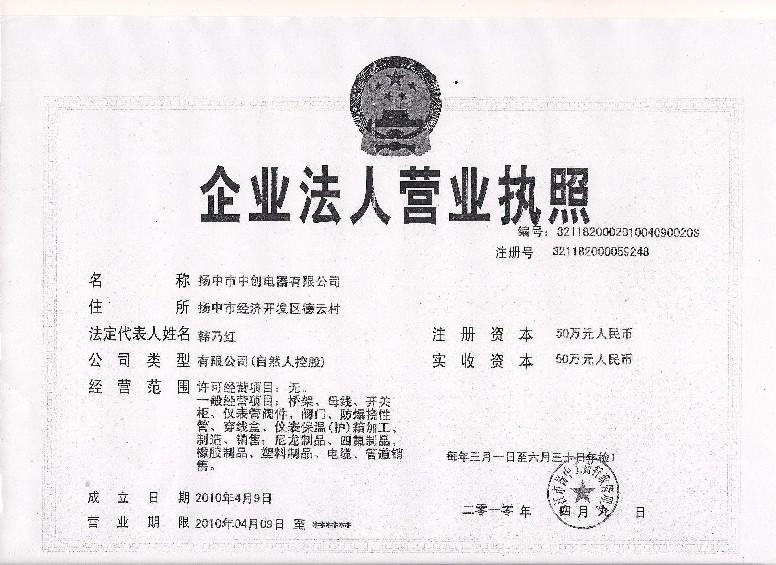 企业法人营业执照
编号: 321182000201004090020S
注册号 321182000059248
名称 扬中市中创电器有限公司
住所 扬中市经济开发区德云村
法定代表人姓名 乃红 注册资本 50万元人民币
公司类型 有限公司(自然人控股) 实收资本 50万元人民币
经营范围 许可经营项目: 无。
一般经营项目: 桥架、母线、开关
柜、仪表管阀件、阀门、防爆挠性
管、穿线盒、仪表保温(护)箱加工、
制造、销售; 尼龙制品、四氟制品、
橡胶制品、塑料制品、电缆、管道销
售。
每年三月一日至六月三十日年检
成立日期 2010年4月9日
二零一零年 四月九日
营业期限 2010年04月09日 至 *****